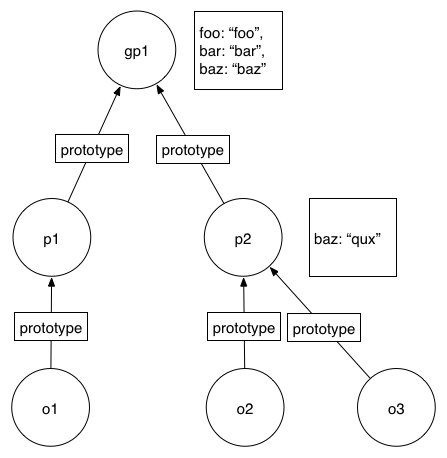 gp1
foo: “foo”,
bar: “bar”,
baz: “baz”
prototype
prototype
p1
p2
baz: “qux”
prototype
prototype
prototype
o1
o2
o3